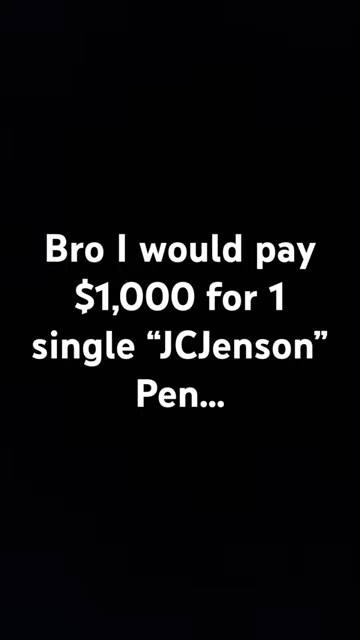 Bro I would pay
$1,000 for 1
single “JCJenson”
Pen...